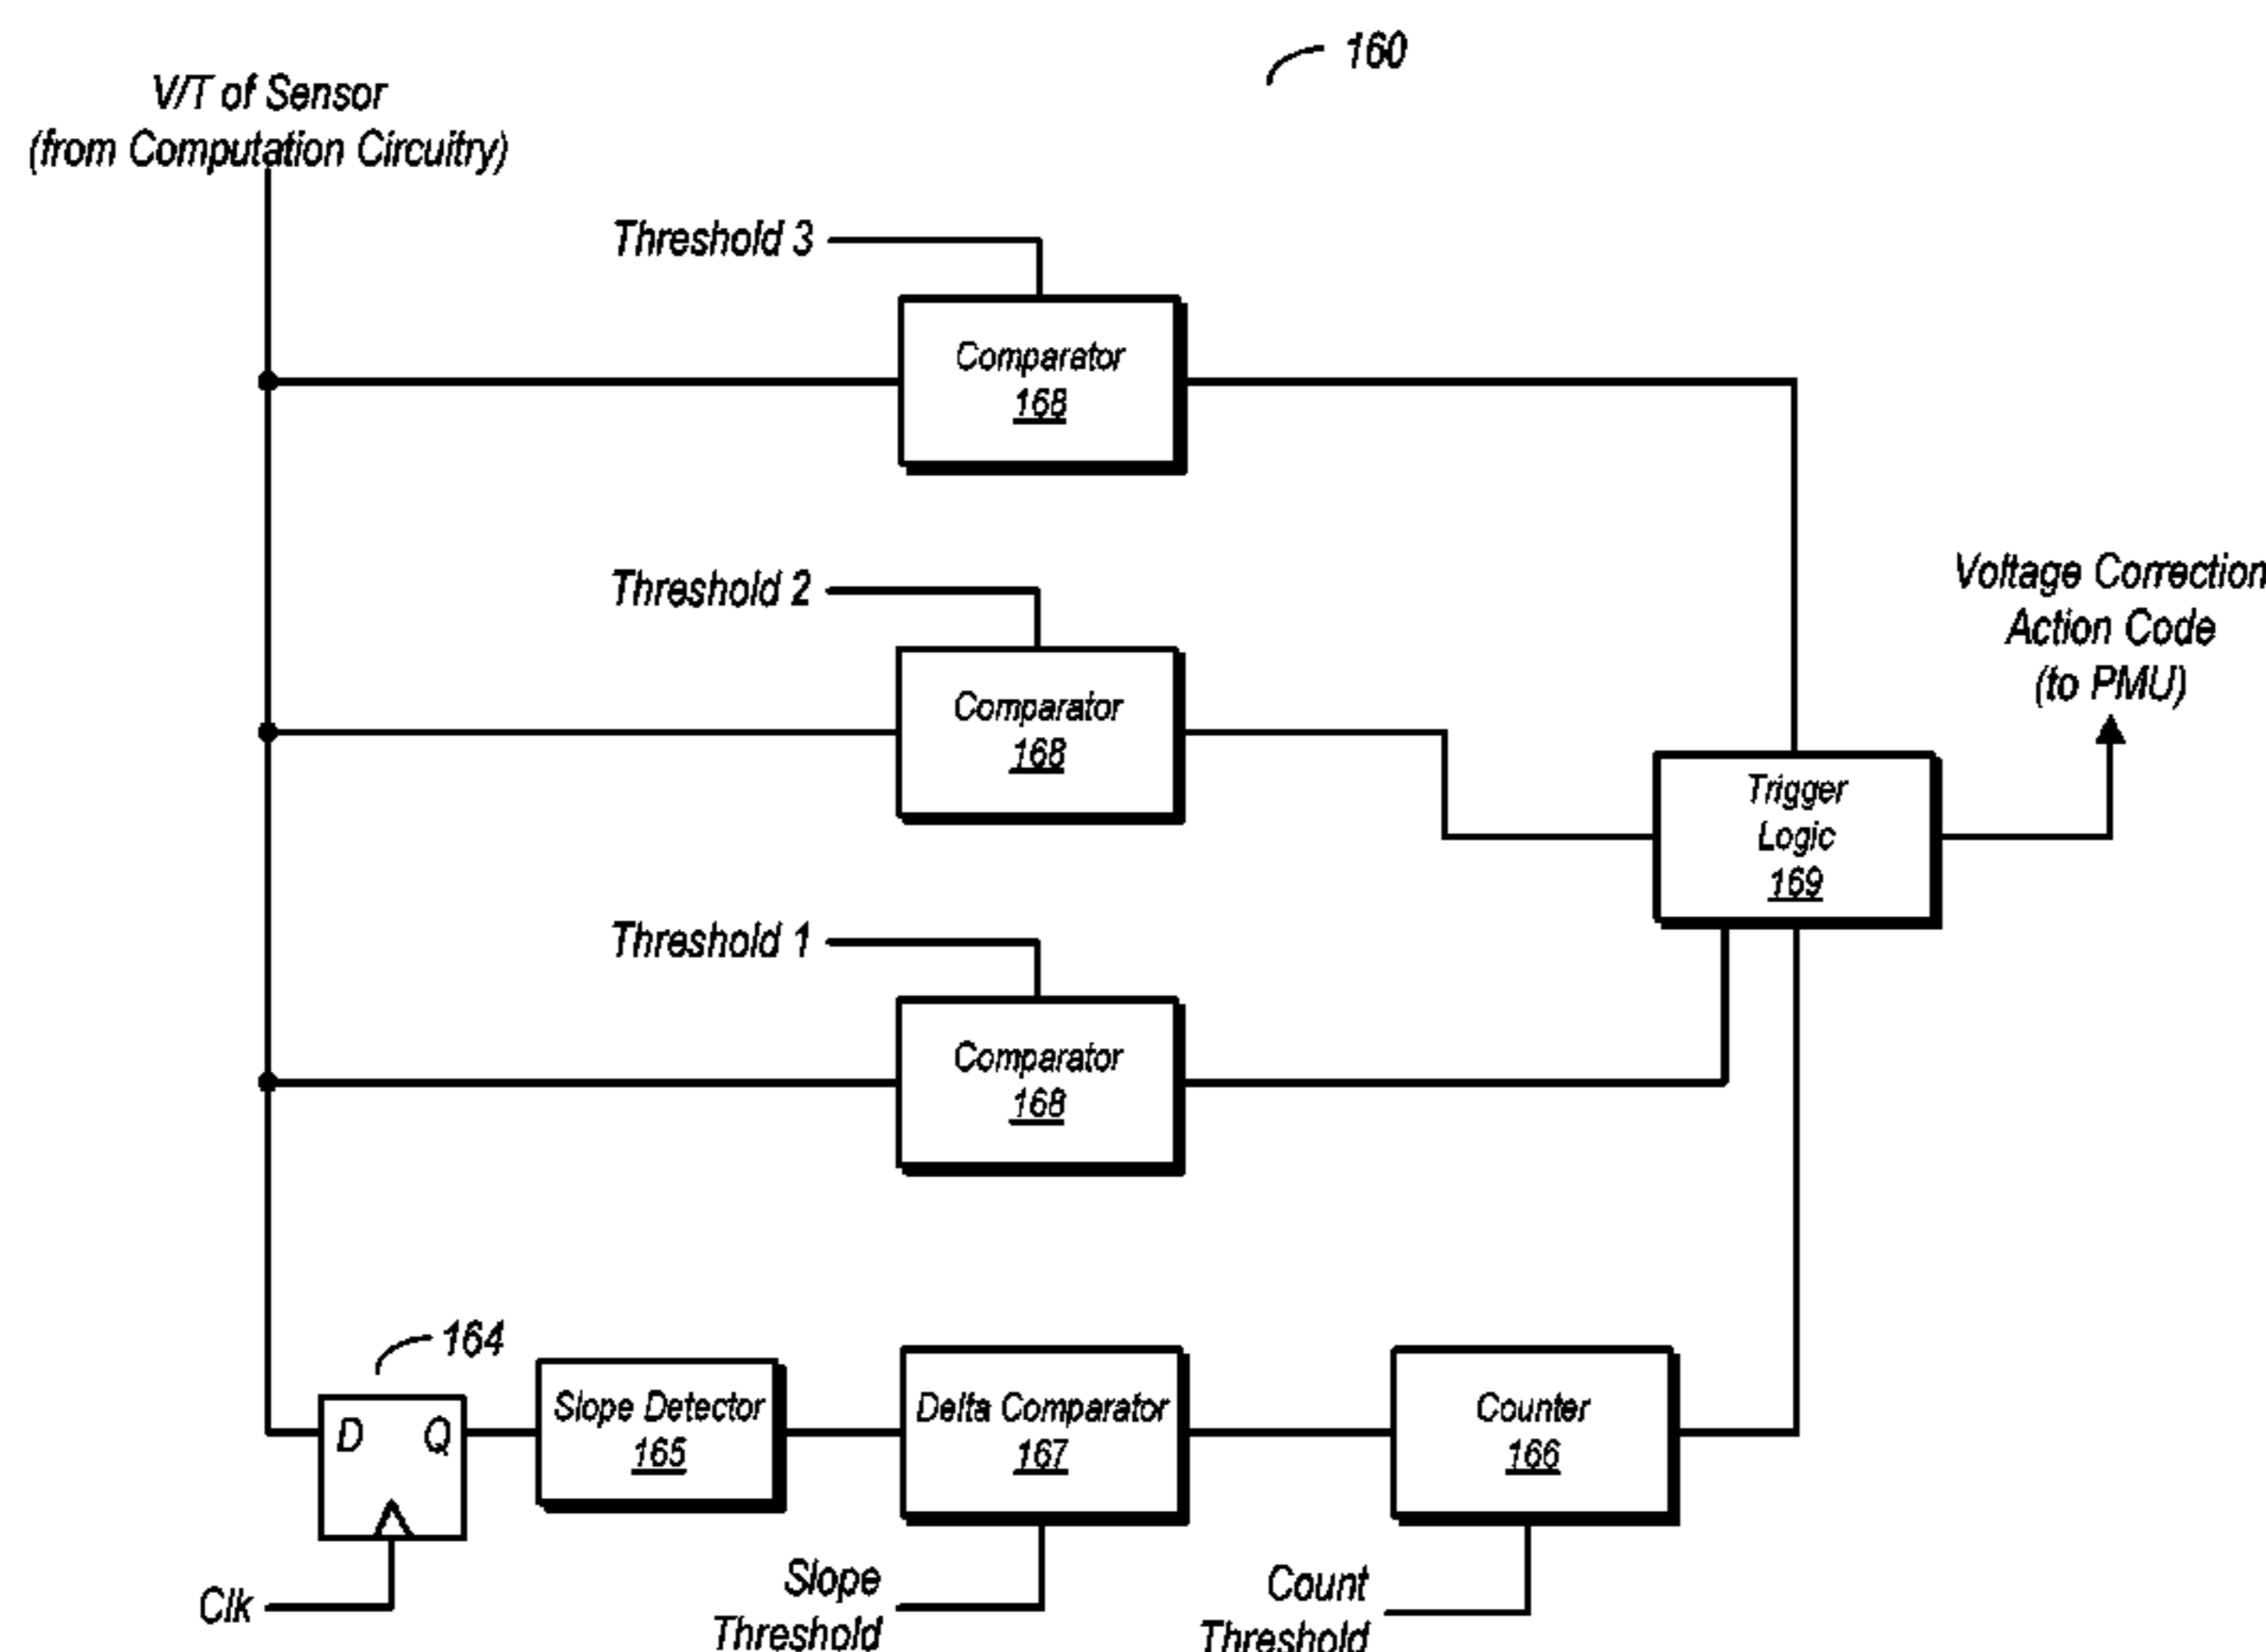 160
V/T of Sensor
(from Computation Circuitry)
Threshold 3
Comparator
168
Threshold 2
Comparator
168
Voltage Correction
Action Code
(to PMU)
Trigger
Logic
169
Threshold 1
Comparator
168
164
D Q
Slope Detector
165
Delta Comparator
167
Counter
166
Clk
Slope
Threshold
Count
Threshold